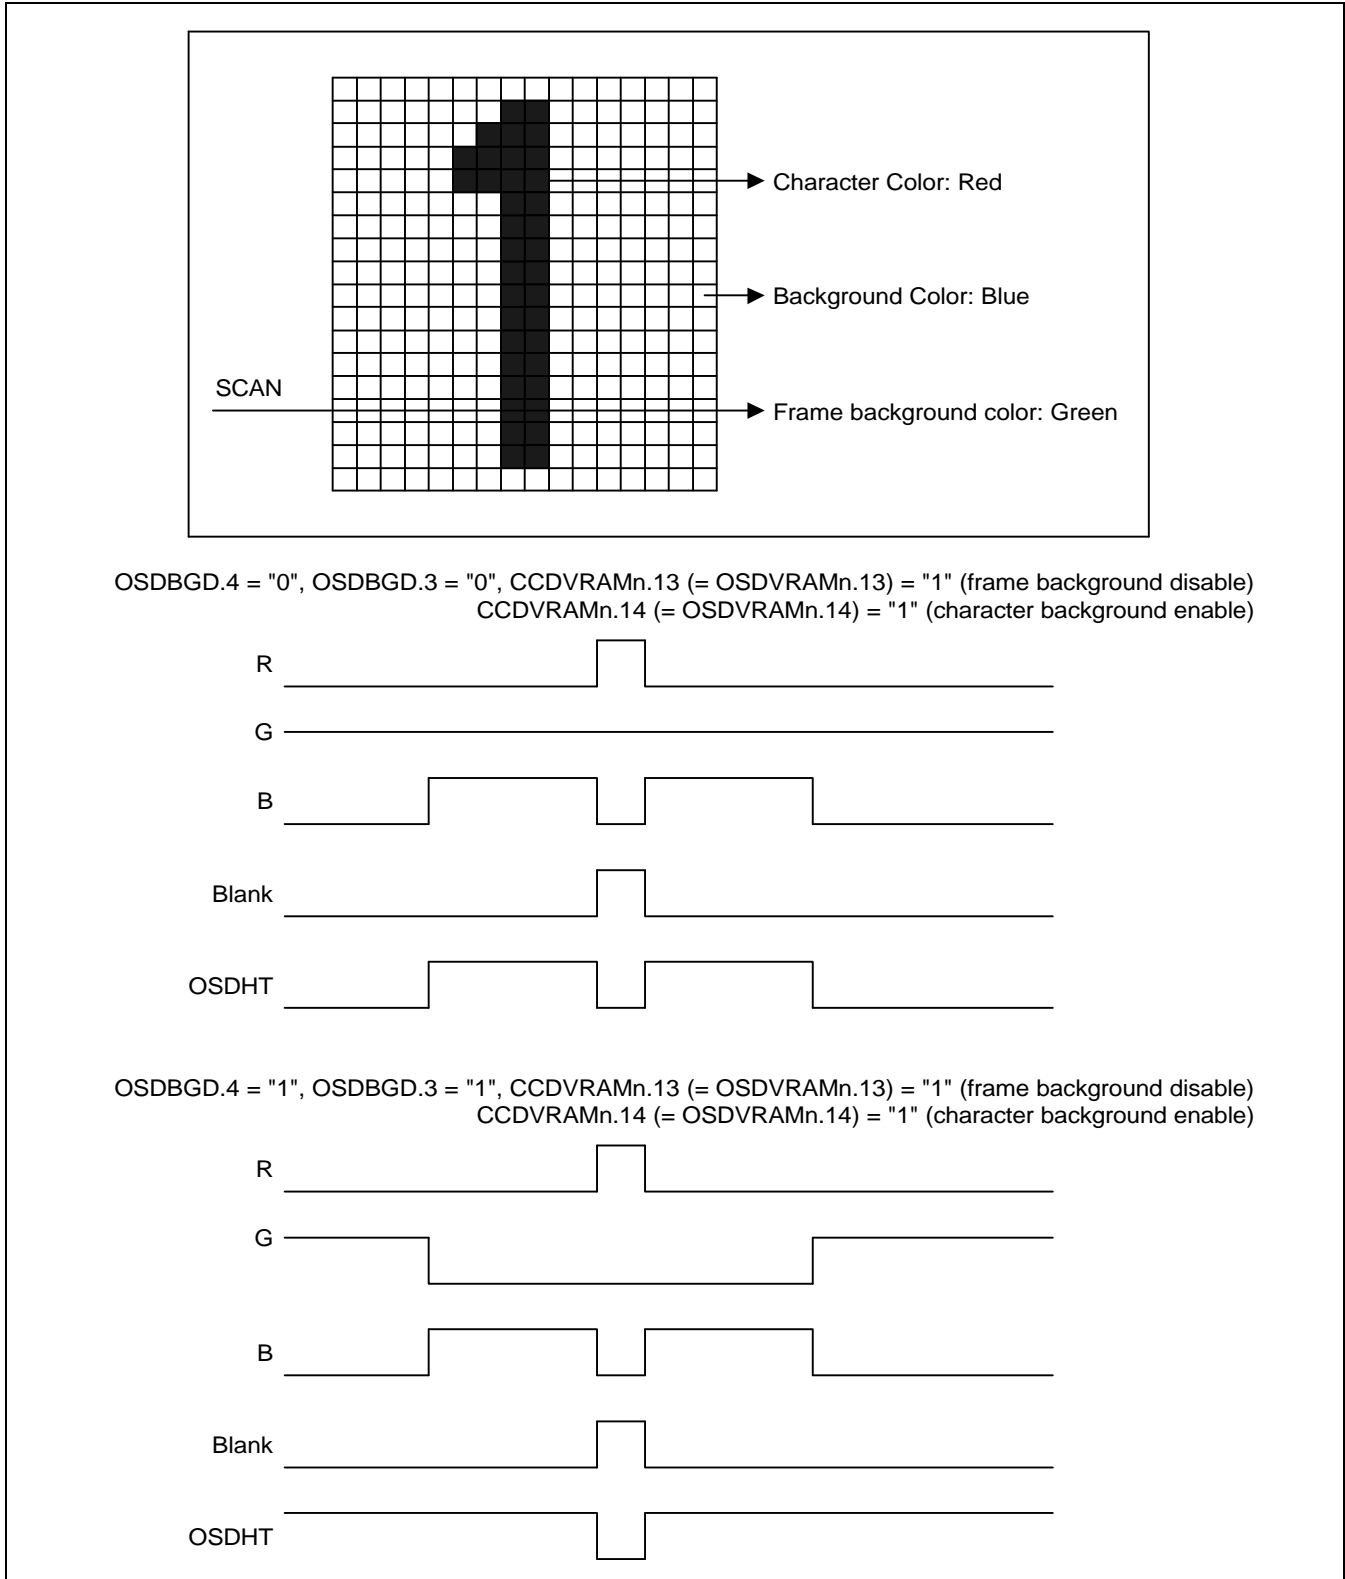 Character Color: Red
Background Color: Blue
SCAN
Frame background color: Green
OSDBGD.4 = "0", OSDBGD.3 = "0", CCDVRAMn.13 (= OSDVRAMn.13) = "1" (frame background disable)
CCDVRAMn.14 (= OSDVRAMn.14) = "1" (character background enable)
R
G
B
Blank
OSDHT
OSDBGD.4 = "1", OSDBGD.3 = "1", CCDVRAMn.13 (= OSDVRAMn.13) = "1" (frame background disable)
CCDVRAMn.14 (= OSDVRAMn.14) = "1" (character background enable)
R
G
B
Blank
OSDHT